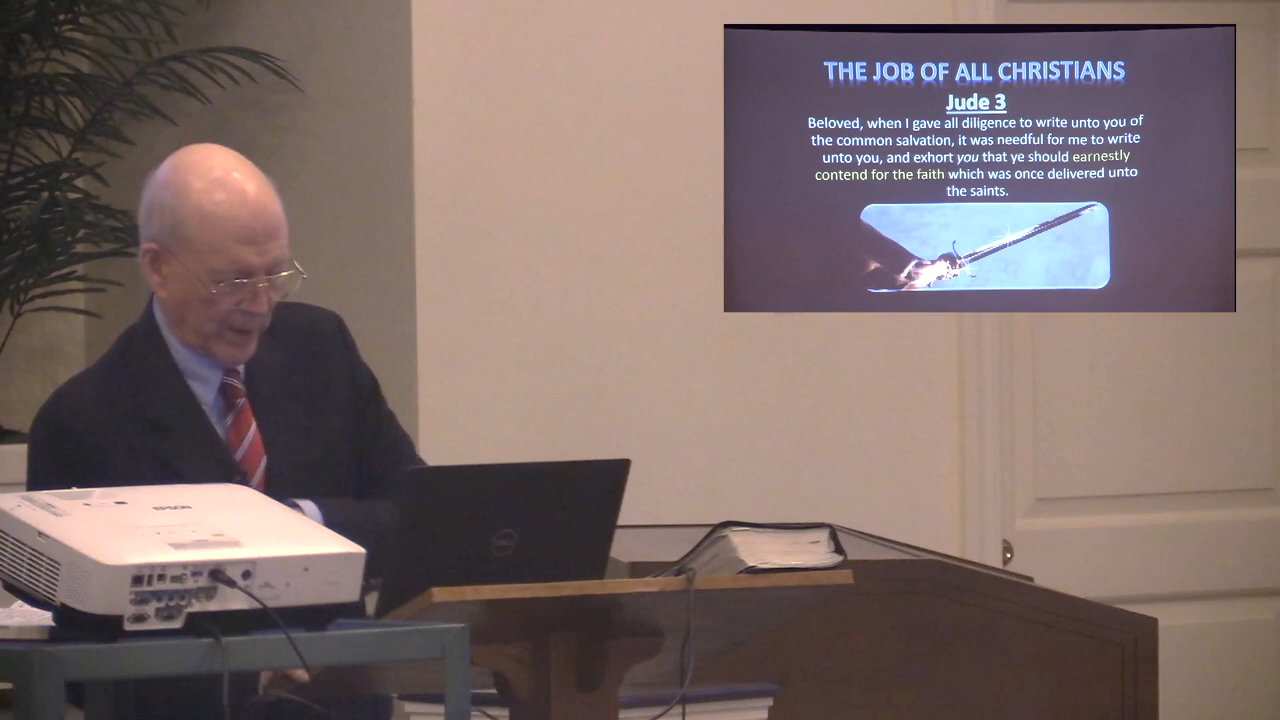 THE JOB OF ALL CHRISTIANS
Jude 3
Beloved, when I gave all diligence to write unto you of
the common salvation, it was needful for me to write
unto you, and exhort you that ye should earnestly
contend for the faith which was once delivered unto
the saints.
EPSON
DELL